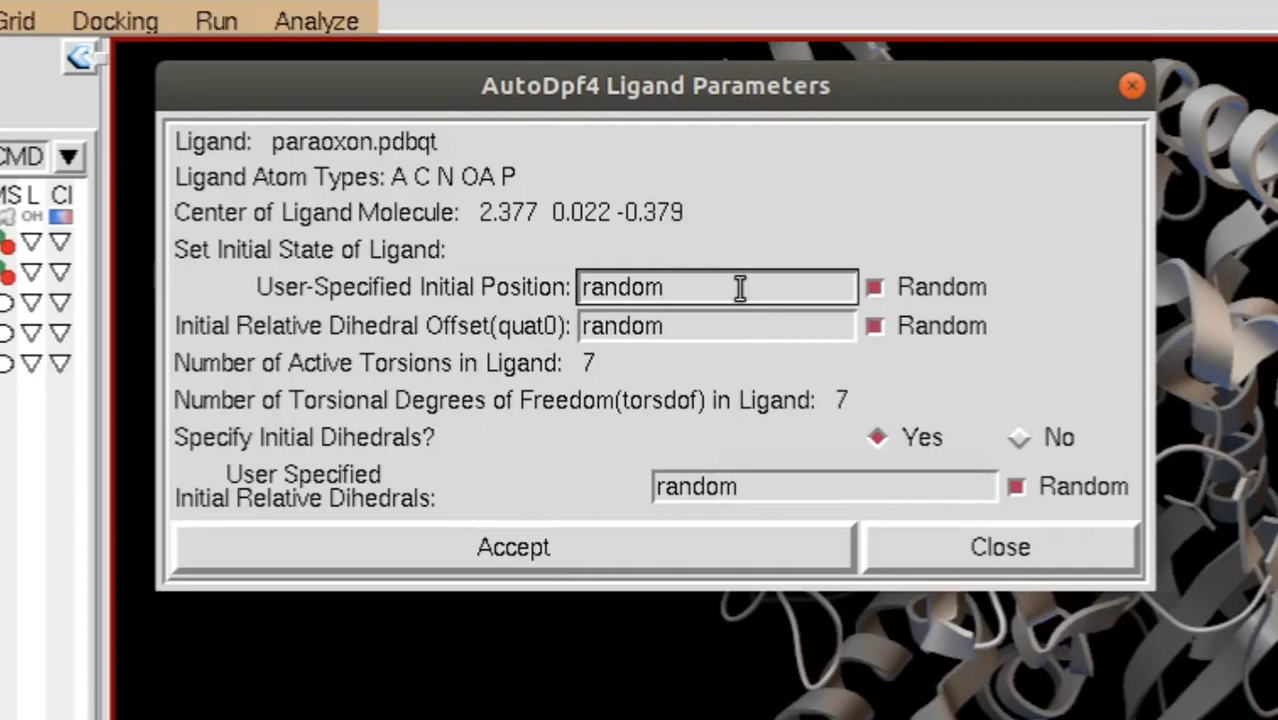 Grid Docking Run Analyze
AutoDpf4 Ligand Parameters
CMD
MS L Cl
OH
Ligand: paraoxon.pdbqt
Ligand Atom Types: A C N OA P
Center of Ligand Molecule: 2.377 0.022 -0.379
Set Initial State of Ligand:
User-Specified Initial Position: random Random
Initial Relative Dihedral Offset(quat0): random Random
Number of Active Torsions in Ligand: 7
Number of Torsional Degrees of Freedom(torsdof) in Ligand: 7
Specify Initial Dihedrals? Yes No
User Specified
Initial Relative Dihedrals: random Random
Accept Close